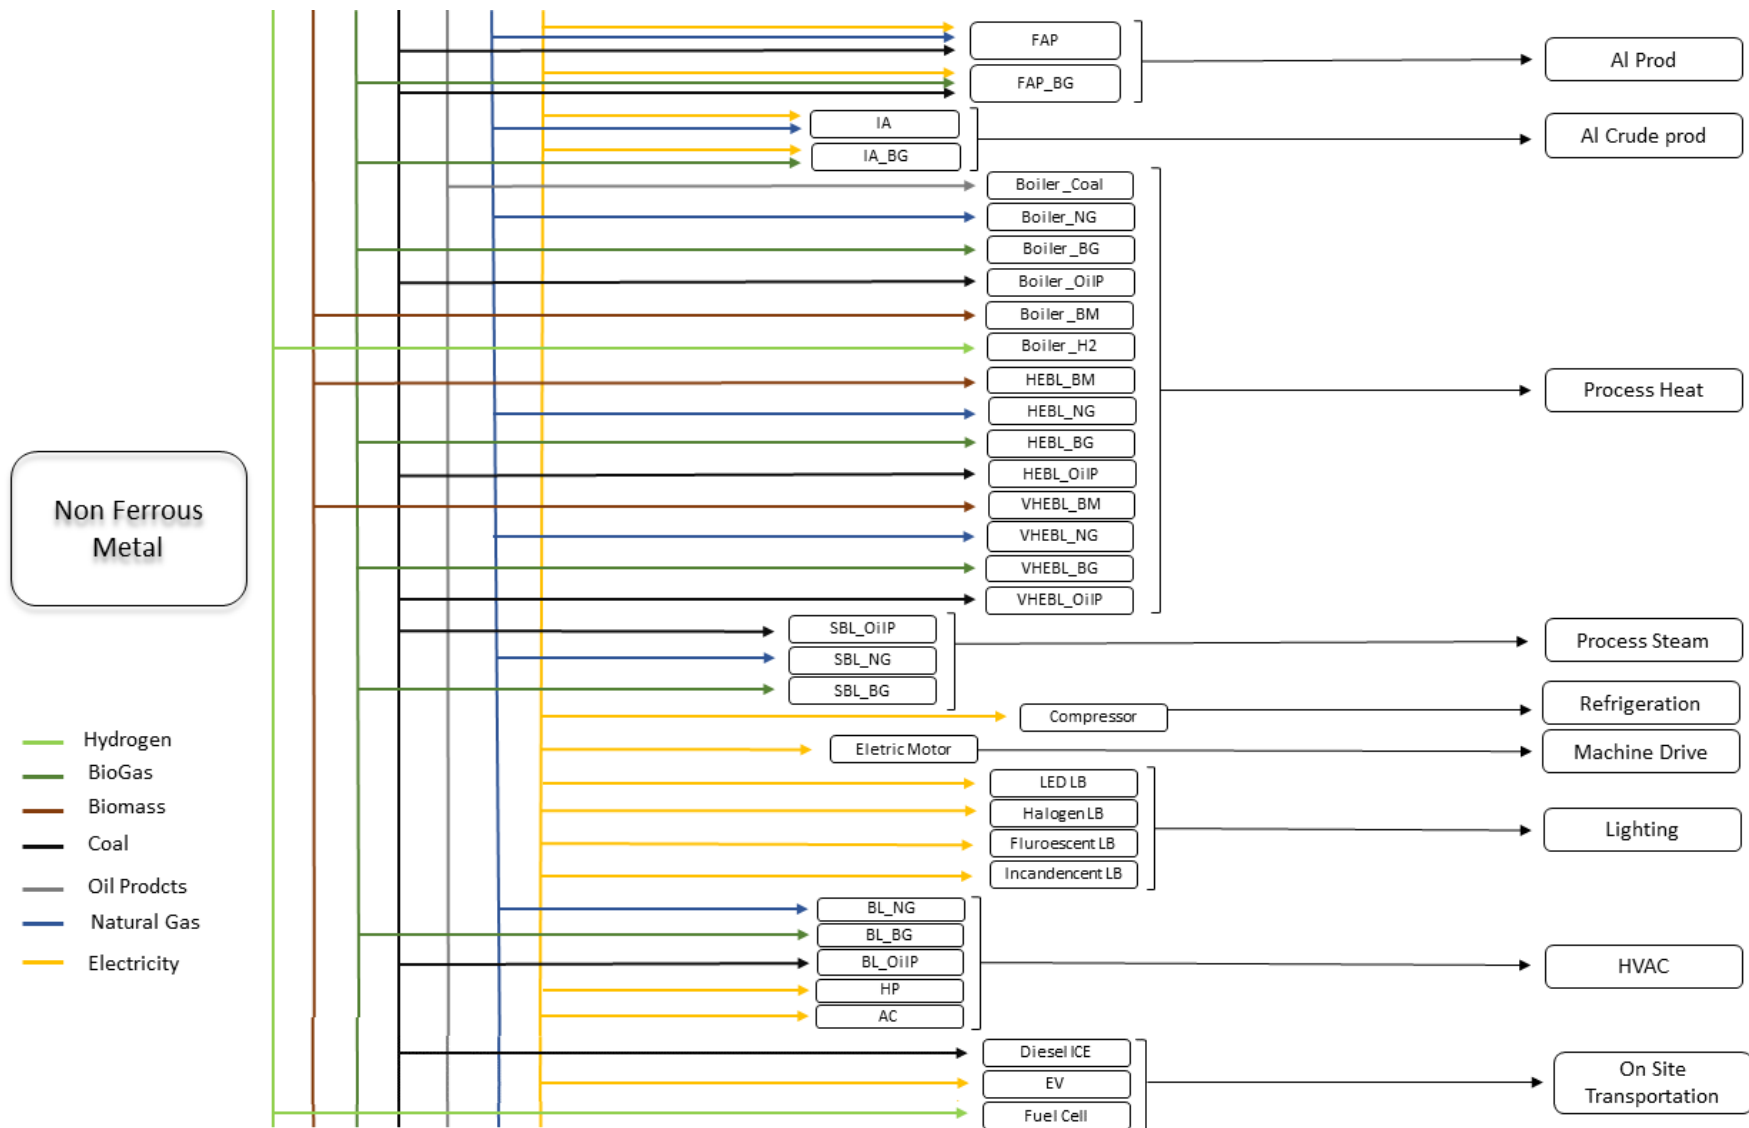 FAP
FAP_BG
Al Prod
IA
IA_BG
Al Crude prod
Boiler_Coal
Boiler_NG
Boiler_BG
Boiler_OilP
Boiler_BM
Boiler_H2
HEBL_BM
HEBL_NG
HEBL_BG
HEBL_OilP
VHEBL_BM
VHEBL_NG
VHEBL_BG
VHEBL_OilP
Process Heat
Non Ferrous
Metal
SBL_OilP
SBL_NG
SBL_BG
Process Steam
Compressor
Refrigeration
Eletric Motor
Machine Drive
LED LB
Halogen LB
Fluroescent LB
Incandencent LB
Lighting
Hydrogen
BioGas
Biomass
Coal
Oil Prodcts
Natural Gas
Electricity
BL_NG
BL_BG
BL_OilP
HP
AC
HVAC
Diesel ICE
EV
Fuel Cell
On Site
Transportation